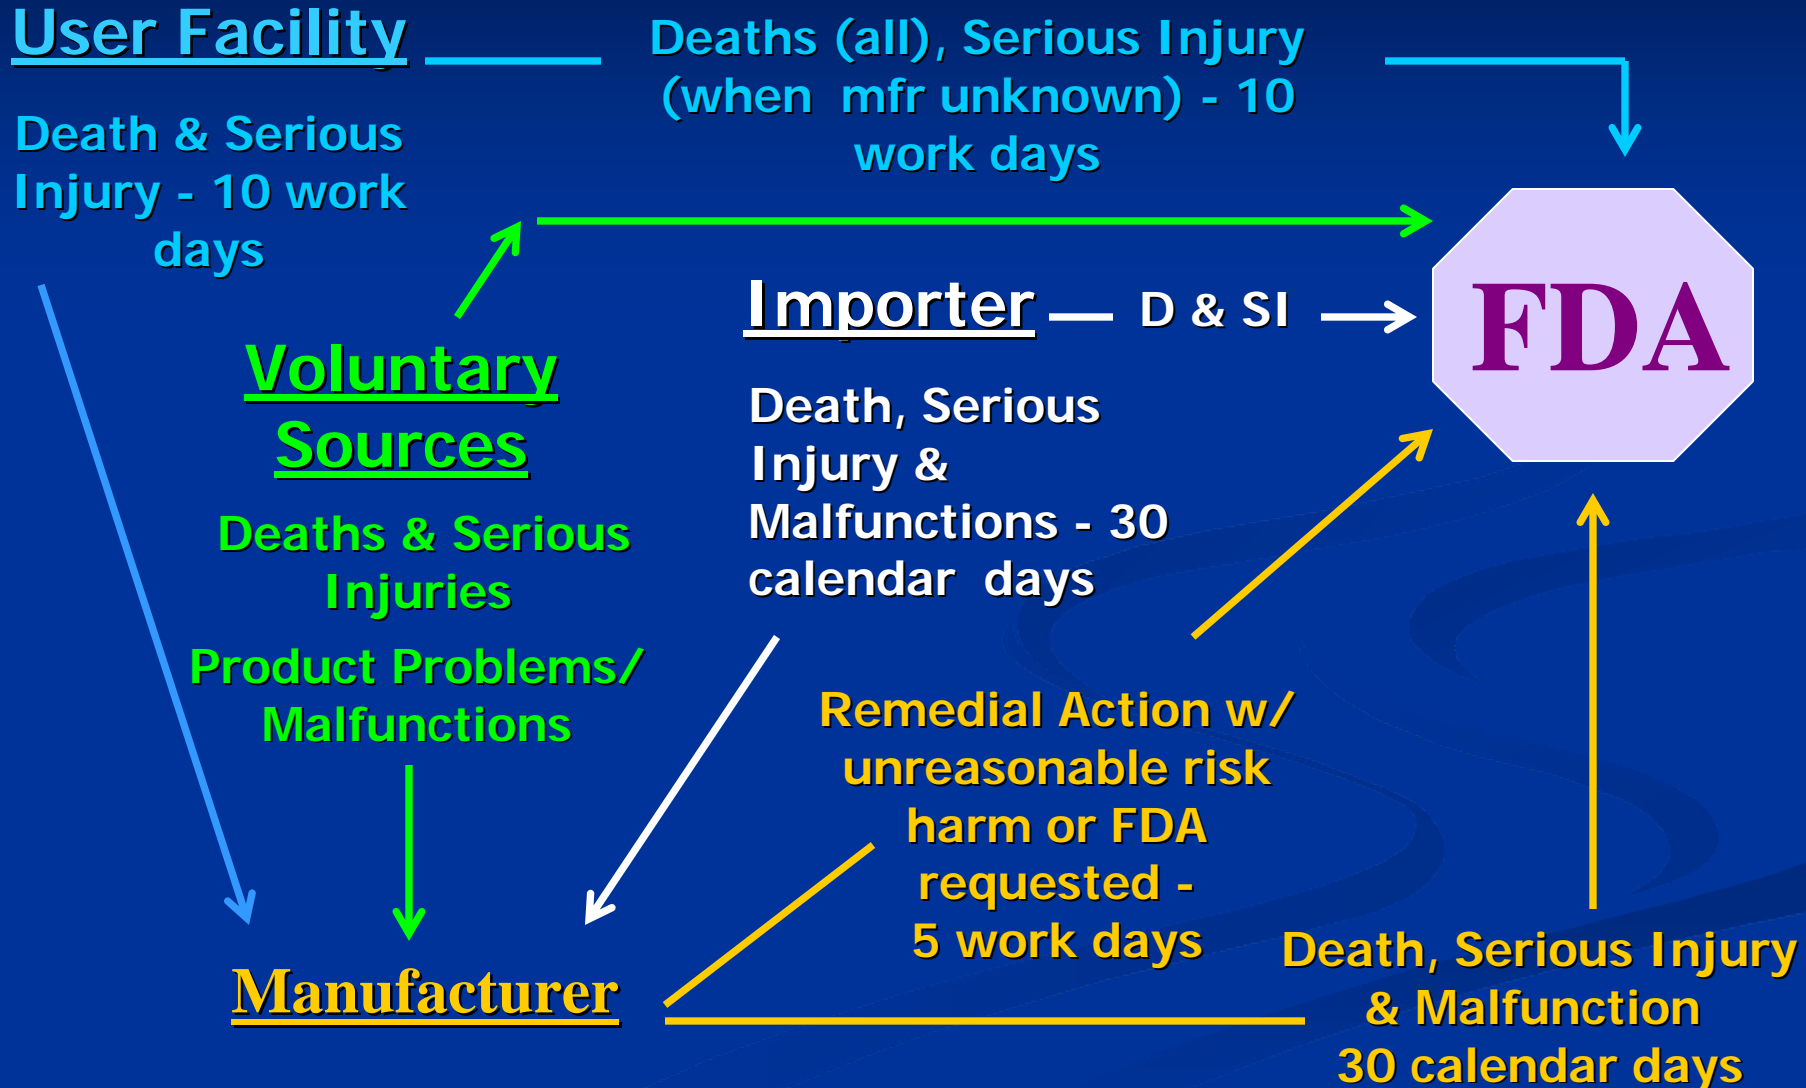 User Facility
Deaths (all), Serious Injury
(when mfr unknown) - 10
work days
Death & Serious
Injury - 10 work
days
Importer
D & SI
FDA
Voluntary
Sources
Death, Serious
Injury &
Malfunctions - 30
calendar days
Deaths & Serious
Injuries
Product Problems/
Malfunctions
Remedial Action w/
unreasonable risk
harm or FDA
requested -
5 work days
Manufacturer
Death, Serious Injury
& Malfunction
30 calendar days